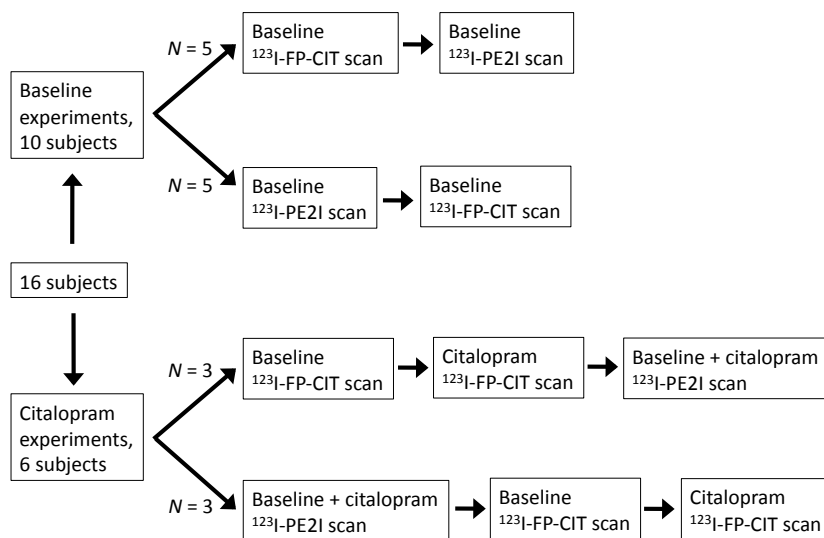 N = 5
Baseline
¹²³I-FP-CIT scan
Baseline
¹²³I-PE2I scan
Baseline
experiments,
10 subjects
N = 5
Baseline
¹²³I-PE2I scan
Baseline
¹²³I-FP-CIT scan
16 subjects
N = 3
Baseline
¹²³I-FP-CIT scan
Citalopram
¹²³I-FP-CIT scan
Baseline + citalopram
¹²³I-PE2I scan
Citalopram
experiments,
6 subjects
N = 3
Baseline + citalopram
¹²³I-PE2I scan
Baseline
¹²³I-FP-CIT scan
Citalopram
¹²³I-FP-CIT scan